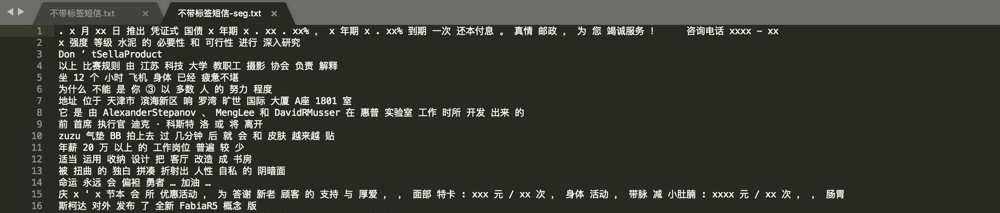 不带标签短信.txt × 不带标签短信-seg.txt ×
1 . x 月 xx 日 推出 凭证式 国债 x 年期 x . xx . xx% ， x 年期 x . xx% 到期 一次 还本付息 。 真情 邮政 ， 为 您 竭诚服务 ！ 咨询电话 xxxx - xx
2 x 强度 等级 水泥 的 必要性 和 可行性 进行 深入研究
3 Don ’ tSellaProduct
4 以上 比赛规则 由 江苏 科技 大学 教职工 摄影 协会 负责 解释
5 坐 12 个 小时 飞机 身体 已经 疲惫不堪
6 为什么 不能 是 你 ③ 以 多数 人 的 努力 程度
7 地址 位于 天津市 滨海新区 响 罗湾 旷世 国际 大厦 A座 1801 室
8 它 是 由 AlexanderStepanov 、 MengLee 和 DavidRMusser 在 惠普 实验室 工作 时所 开发 出来 的
9 前 首席 执行官 迪克 · 科斯特 洛 或 将 离开
10 zuzu 气垫 BB 拍上去 过 几分钟 后 就 会 和 皮肤 越来越 贴
11 年薪 20 万 以上 的 工作岗位 普遍 较 少
12 适当 运用 收纳 设计 把 客厅 改造 成 书房
13 被 扭曲 的 独白 拼凑 折射出 人性 自私 的 阴暗面
14 命运 永远 会 偏袒 勇者 … 加油 …
15 庆 x ' x 节本 会 所 优惠活动 ， 为 答谢 新老 顾客 的 支持 与 厚爱 ， ， 面部 特卡 : xxx 元 / xx 次 ， 身体 活动 ， 带脉 减 小肚腩 : xxxx 元 / xx 次 ， ， 肠胃
16 斯柯达 对外 发布 了 全新 FabiaR5 概念 版